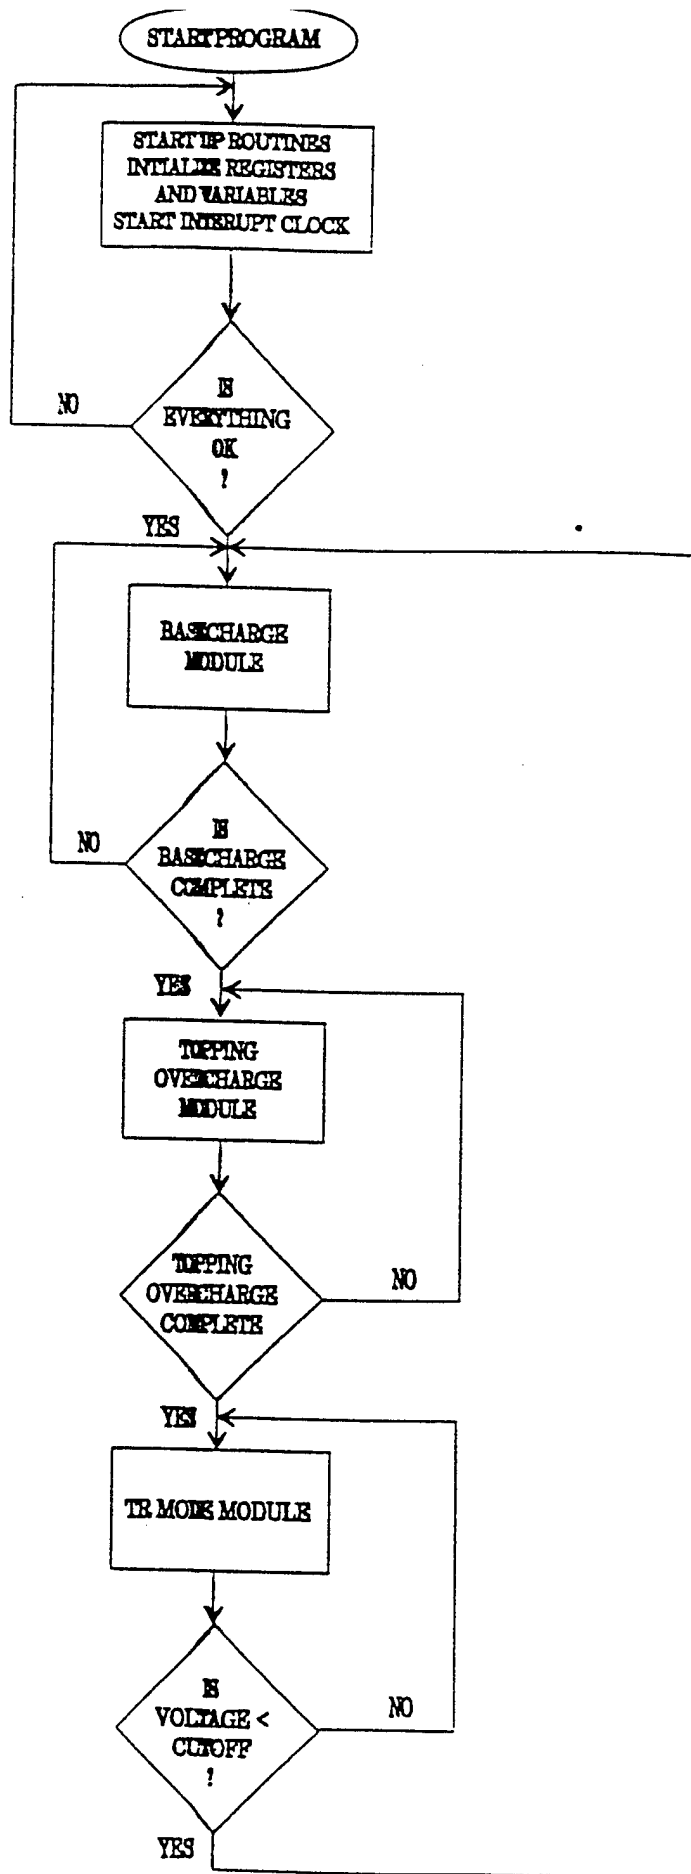 START PROGRAM
START UP ROUTINES
INTIALIZE REGISTERS
AND VARIABLES
START INTERUPT CLOCK
IS
EVERYTHING
OK
?
NO
YES
BASE CHARGE
MODULE
IS
BASE CHARGE
COMPLETE
?
NO
YES
TOPPING
OVERCHARGE
MODULE
TOPPING
OVERCHARGE
COMPLETE
NO
YES
TR MODE MODULE
IS
VOLTAGE <
CUTOFF
?
NO
YES